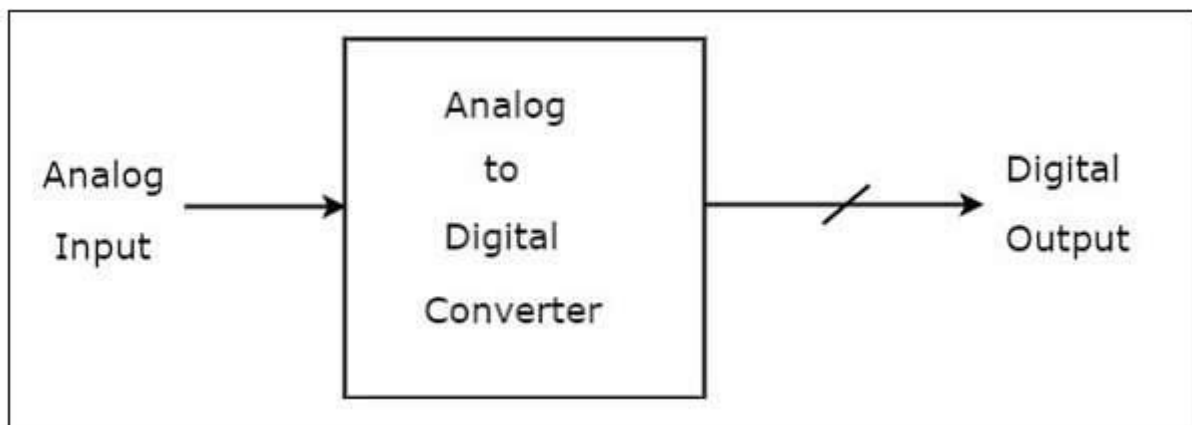 Analog
Input
Analog
to
Digital
Converter
Digital
Output